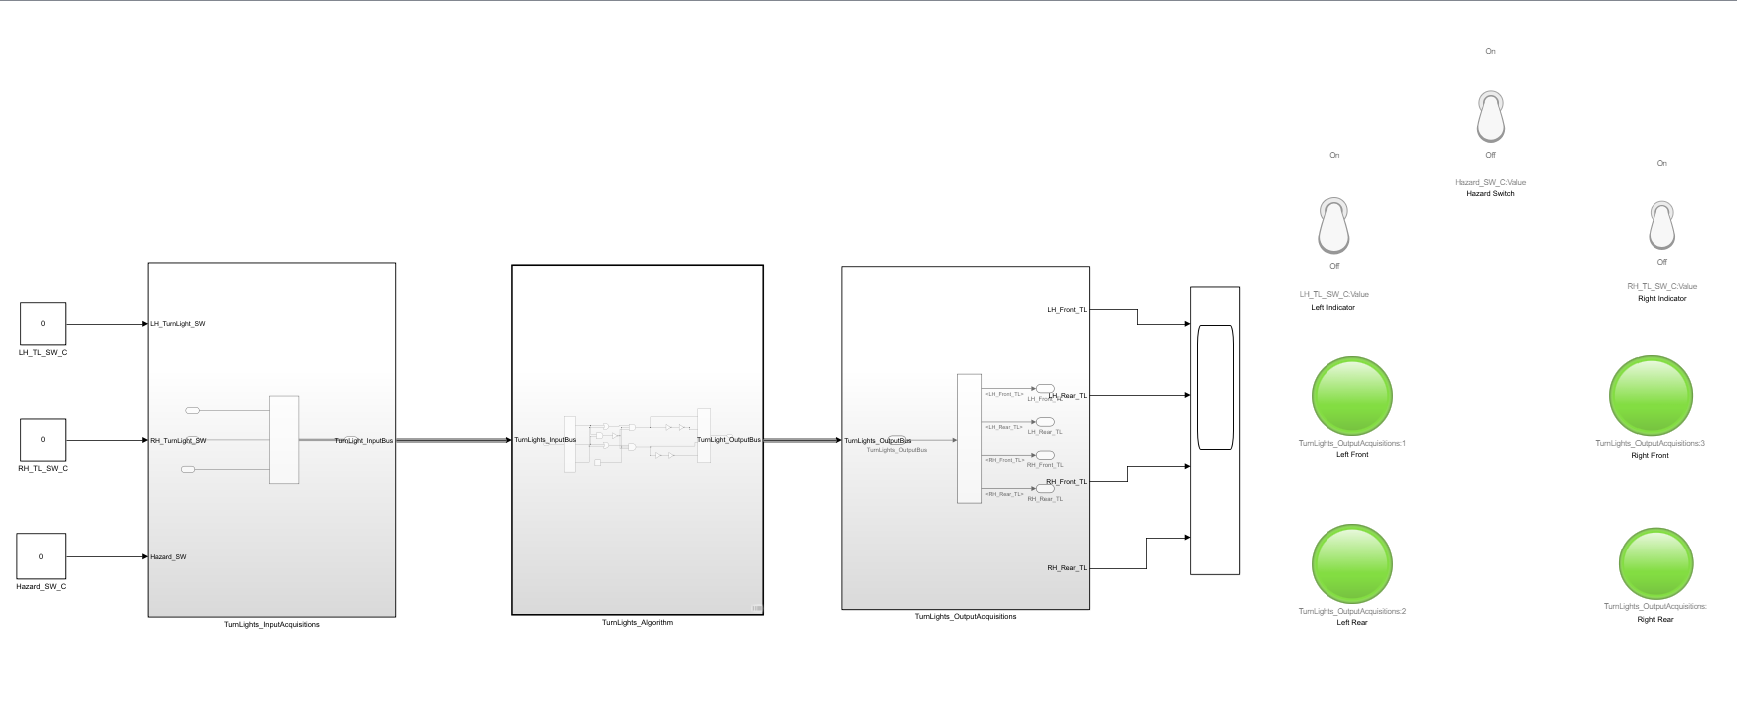 On
Off
Hazard_SW_C:Value
Hazard Switch
On
Off
LH_TL_SW_C:Value
Left Indicator
On
Off
RH_TL_SW_C:Value
Right Indicator
0
LH_TL_SW_C
0
RH_TL_SW_C
0
Hazard_SW_C
LH_TurnLight_SW
RH_TurnLight_SW
Hazard_SW
TurnLight_InputBus
TurnLights_InputAcquisitions
TurnLights_InputBus
TurnLight_OutputBus
TurnLights_Algorithm
TurnLights_OutputBus
TurnLights_OutputBus
<LH_Front_TL>
LH_Front_TL
<LH_Rear_TL>
LH_Rear_TL
<RH_Front_TL>
RH_Front_TL
<RH_Rear_TL>
RH_Rear_TL
LH_Front_TL
LH_Rear_TL
RH_Front_TL
RH_Rear_TL
TurnLights_OutputAcquisitions
TurnLights_OutputAcquisitions:1
Left Front
TurnLights_OutputAcquisitions:3
Right Front
TurnLights_OutputAcquisitions:2
Left Rear
TurnLights_OutputAcquisitions:
Right Rear